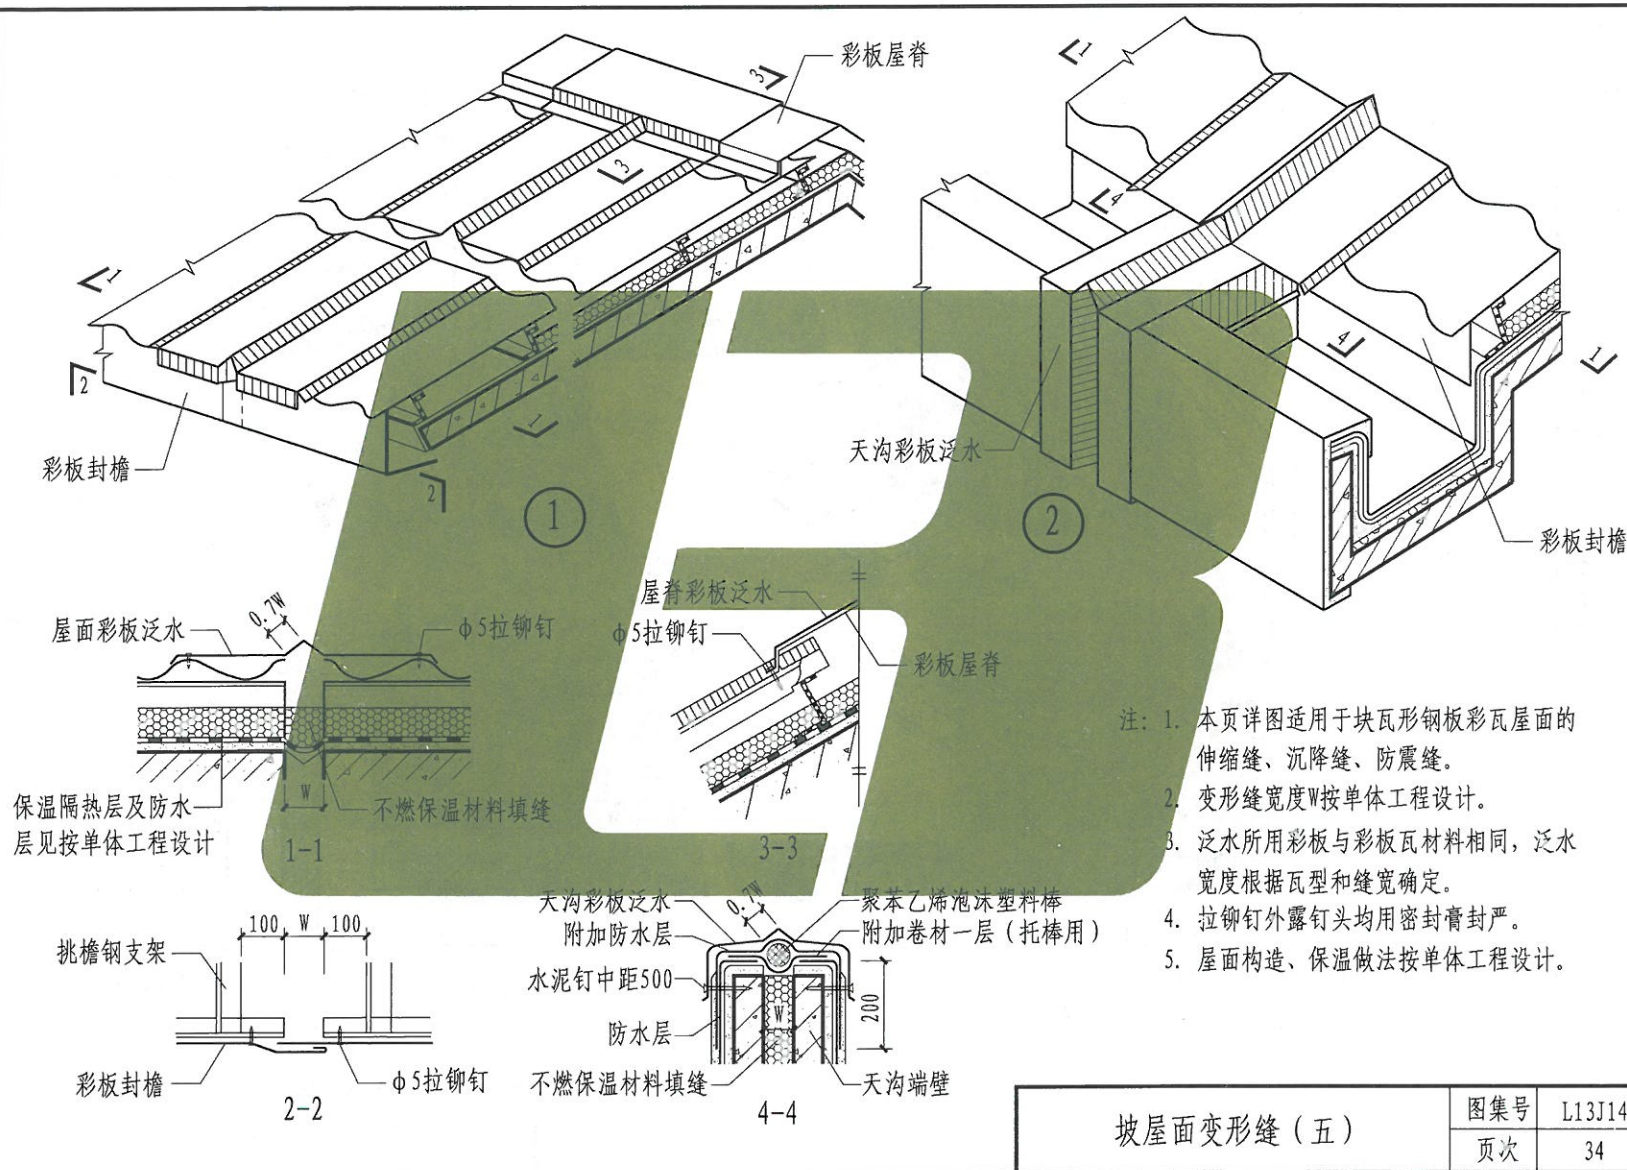 彩板屋脊
3
3
1
1
2
2
彩板封檐
①
1
1
4
4
天沟彩板泛水
彩板封檐
②
0.7W
屋面彩板泛水
φ5拉铆钉
保温隔热层及防水
层见按单体工程设计
W
不燃保温材料填缝
1-1
屋脊彩板泛水
φ5拉铆钉
彩板屋脊
3-3
100 W 100
挑檐钢支架
彩板封檐
φ5拉铆钉
2-2
0.7W
天沟彩板泛水
附加防水层
水泥钉中距500
防水层
不燃保温材料填缝
聚苯乙烯泡沫塑料棒
附加卷材一层（托棒用）
200
W
天沟端壁
4-4
注：1. 本页详图适用于块瓦形钢板彩瓦屋面的
伸缩缝、沉降缝、防震缝。
2. 变形缝宽度W按单体工程设计。
3. 泛水所用彩板与彩板瓦材料相同，泛水
宽度根据瓦型和缝宽确定。
4. 拉铆钉外露钉头均用密封膏封严。
5. 屋面构造、保温做法按单体工程设计。
坡屋面变形缝（五）
图集号 L13J14
页次 34